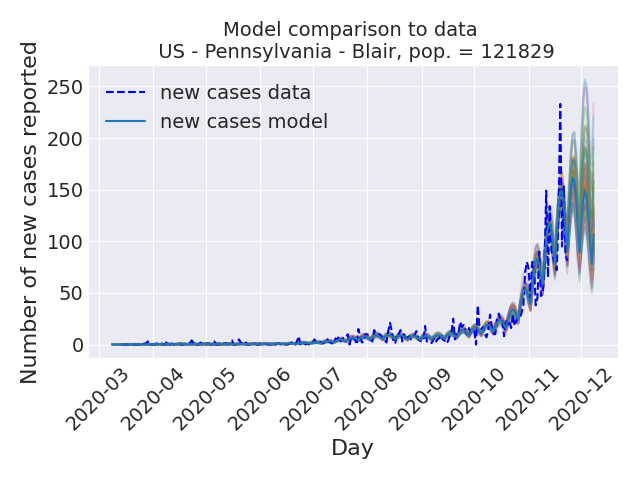 Model comparison to data
US - Pennsylvania - Blair, pop. = 121829
Number of new cases reported
250
200
150
100
50
0
new cases data
new cases model
2020-03
2020-04
2020-05
2020-06
2020-07
2020-08
2020-09
2020-10
2020-11
2020-12
Day